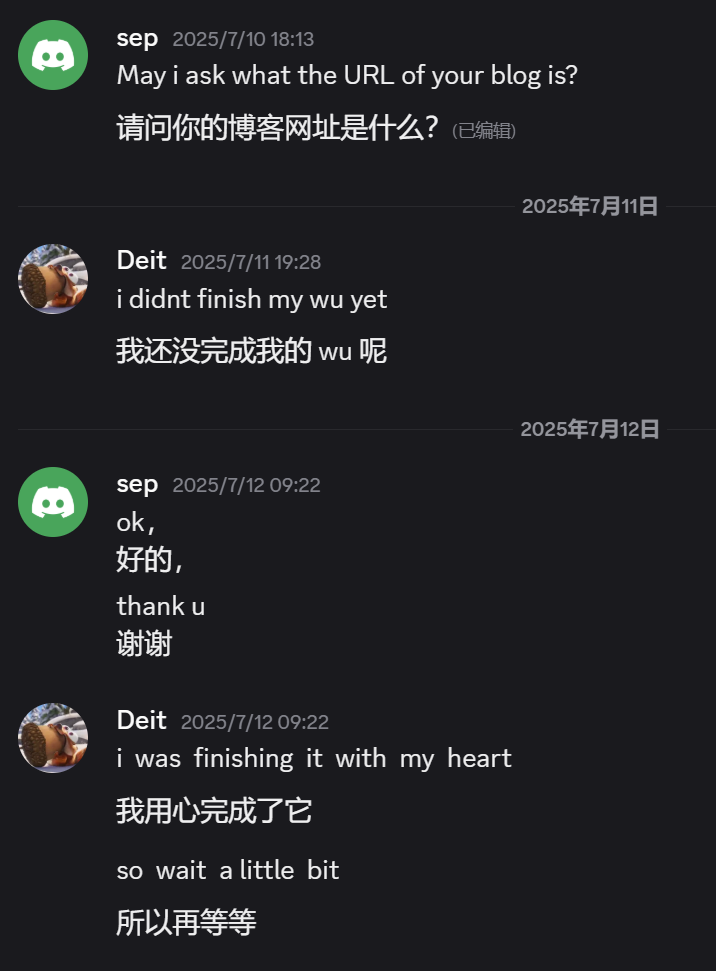 sep 2025/7/10 18:13
May i ask what the URL of your blog is?
请问你的博客网址是什么？(已编辑)
2025年7月11日
Deit 2025/7/11 19:28
i didnt finish my wu yet
我还没完成我的 wu 呢
2025年7月12日
sep 2025/7/12 09:22
ok，
好的，
thank u
谢谢
Deit 2025/7/12 09:22
i was finishing it with my heart
我用心完成了它
so wait a little bit
所以再等等